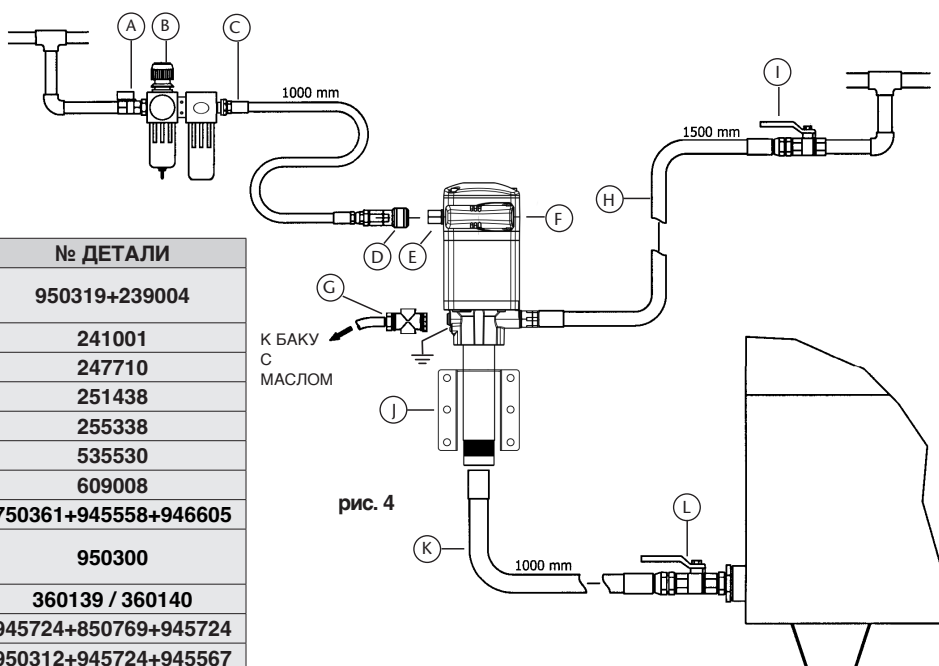 A
B
C
1000 mm
I
1500 mm
H
F
D
E
№ ДЕТАЛИ
950319+239004
241001
247710
251438
255338
535530
609008
750361+945558+946605
950300
360139 / 360140
945724+850769+945724
950312+945724+945567
G
К БАКУ
С
МАСЛОМ
J
рис. 4
K
1000 mm
L